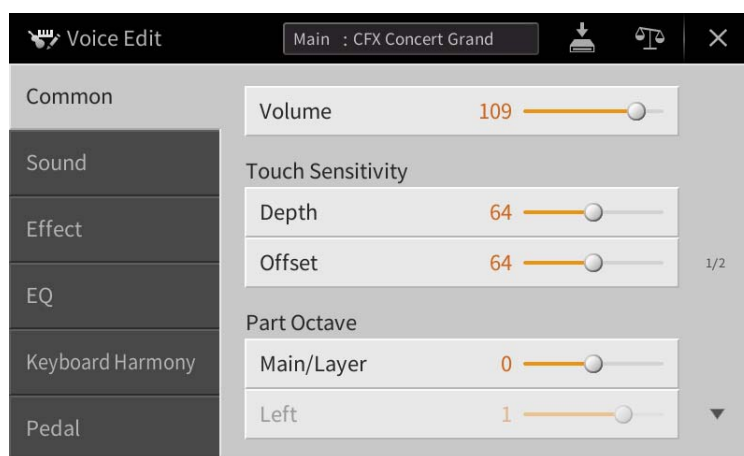 Voice Edit
Main : CFX Concert Grand
Common
Sound
Effect
EQ
Keyboard Harmony
Pedal
Volume 109
Touch Sensitivity
Depth 64
Offset 64
Part Octave
Main/Layer 0
Left 1
1/2